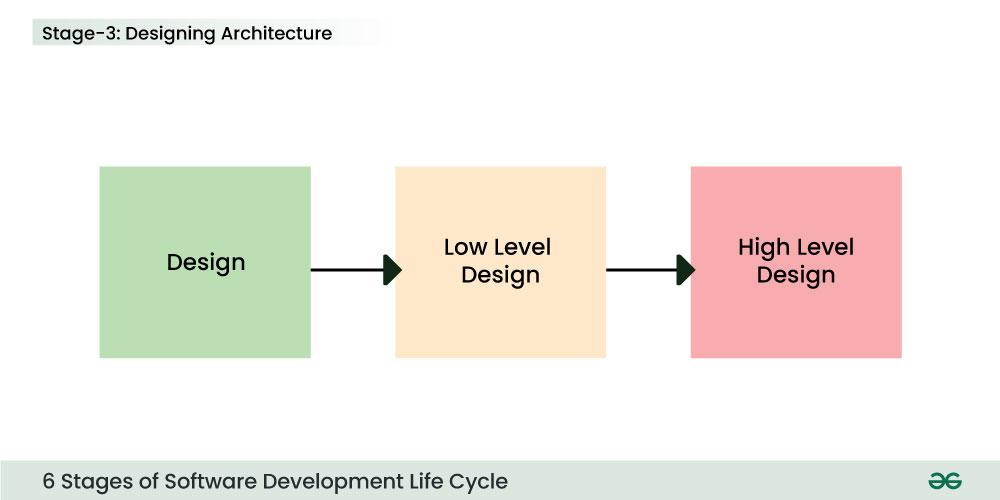 Stage-3: Designing Architecture
Design
Low Level
Design
High Level
Design
6 Stages of Software Development Life Cycle